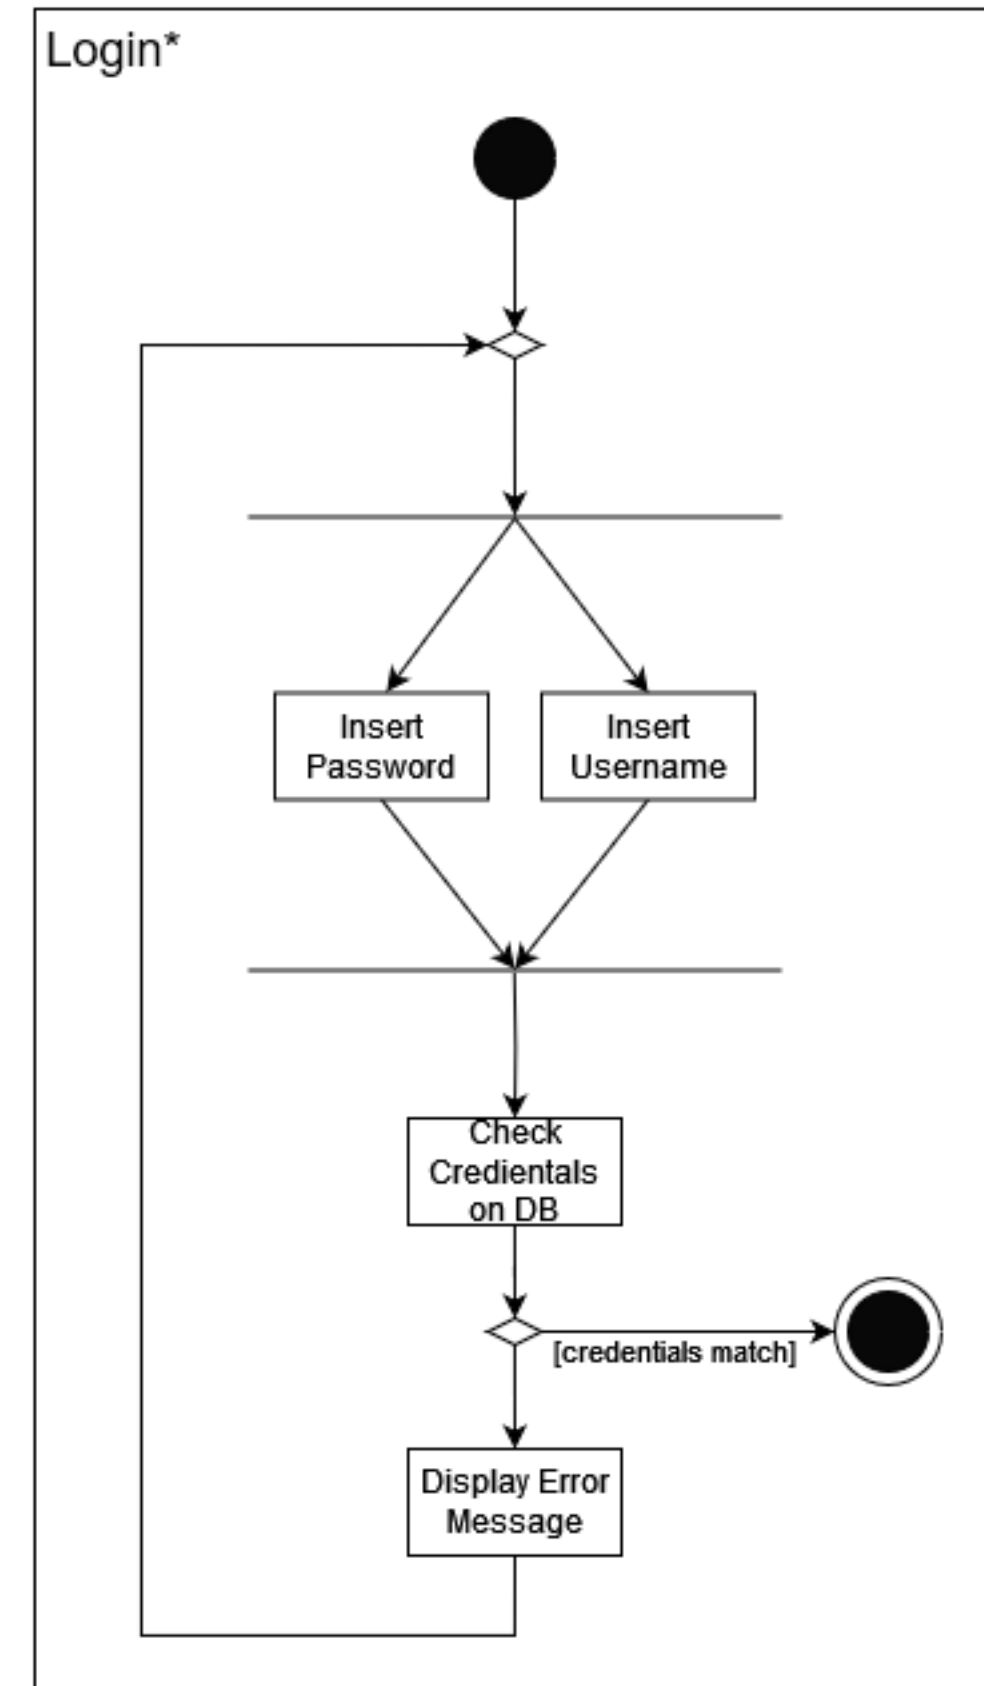 Login*
Insert
Password
Insert
Username
Check
Credientals
on DB
[credentials match]
Display Error
Message